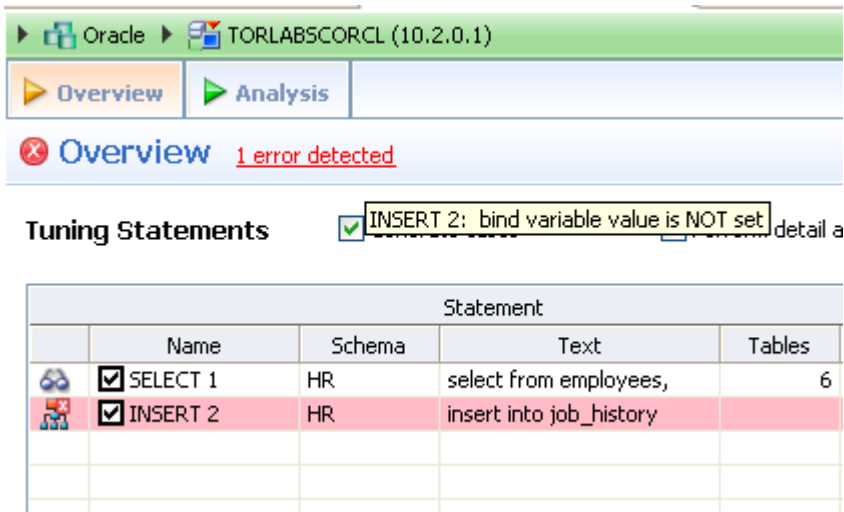 Oracle TORLABSCORCL (10.2.0.1)
Overview Analysis
Overview 1 error detected
Tuning Statements INSERT 2: bind variable value is NOT set detail a
Statement
Name Schema Text Tables
SELECT 1 HR select from employees, 6
INSERT 2 HR insert into job_history